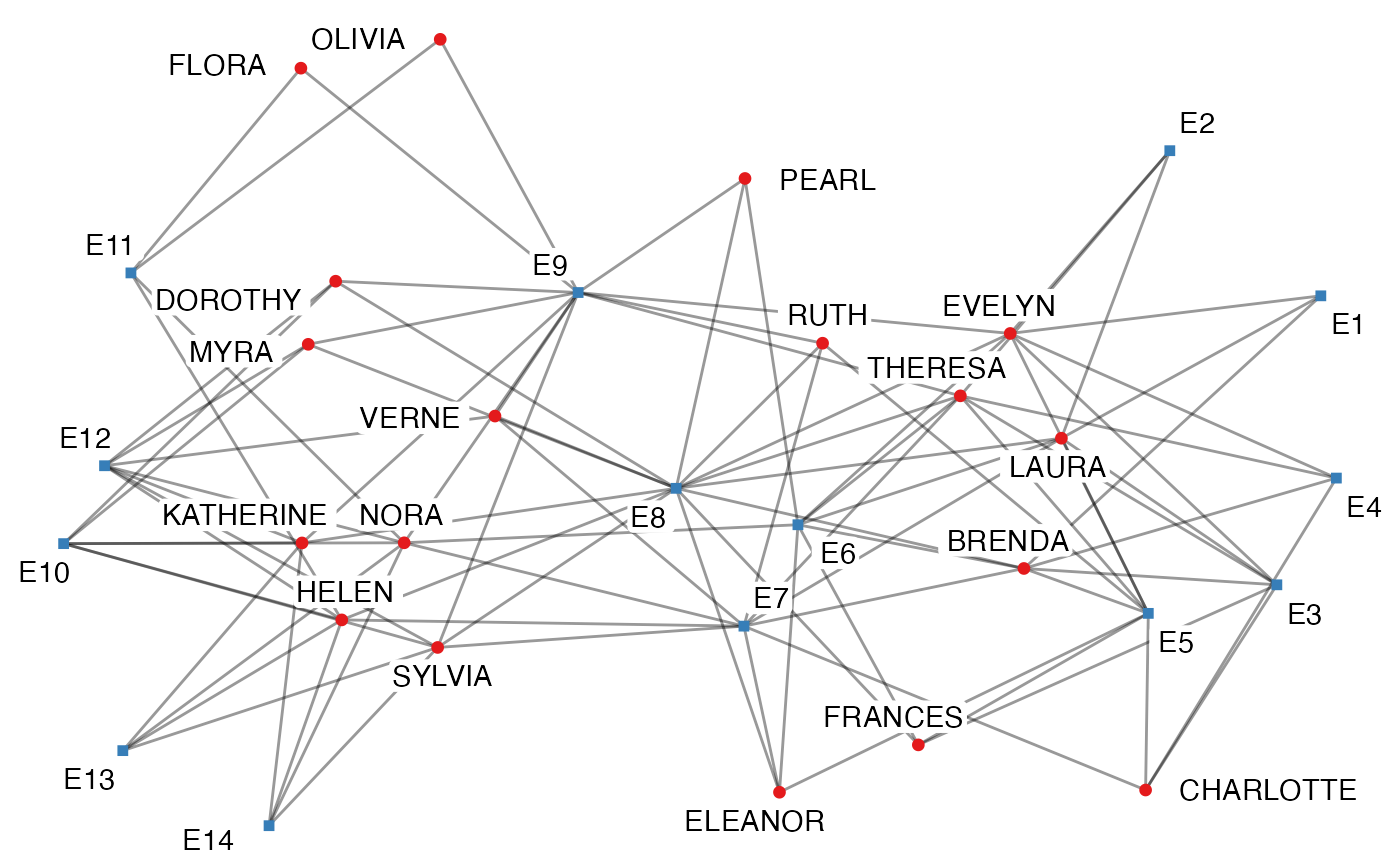 OLIVIA
FLORA
E2
PEARL
E11
E9
DOROTHY
RUTH
EVELYN
E1
MYRA
THERESA
VERNE
E12
LAURA
KATHERINE
NORA
E8
E4
BRENDA
E6
E10
HELEN
E7
E3
E5
SYLVIA
FRANCES
E13
CHARLOTTE
ELEANOR
E14